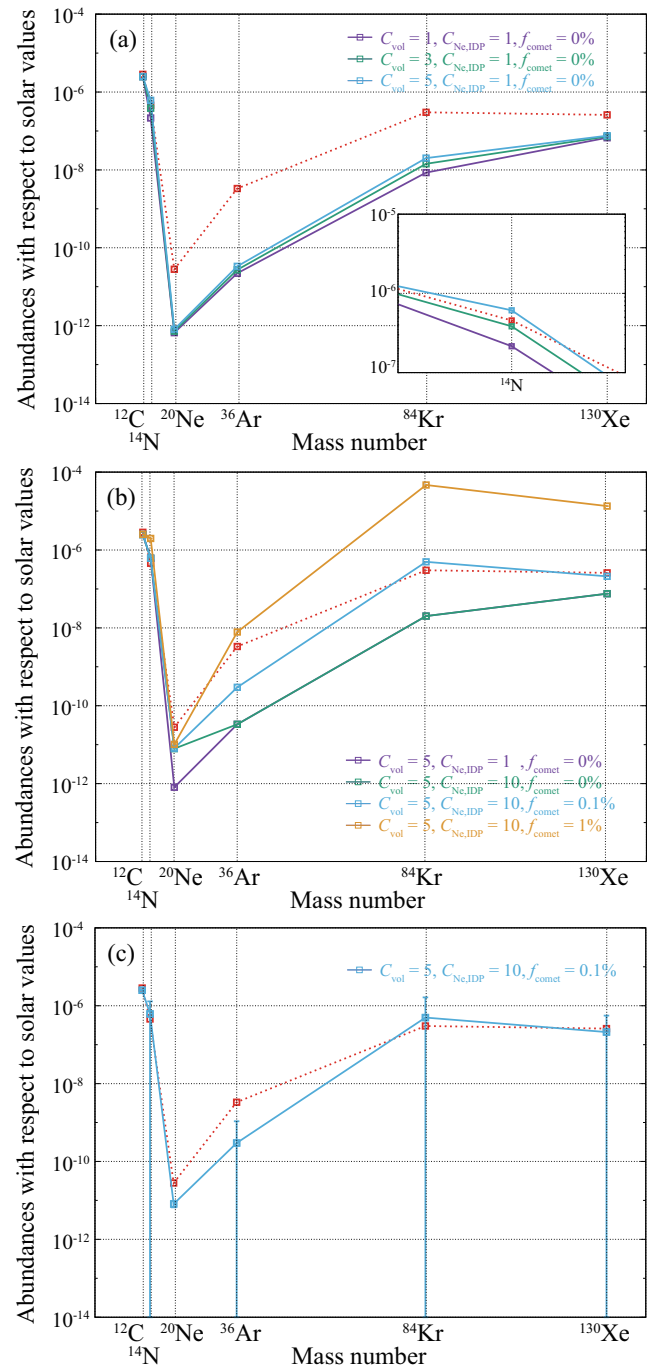 (a)
C_vol = 1, C_Ne,IDP = 1, f_comet = 0%
C_vol = 3, C_Ne,IDP = 1, f_comet = 0%
C_vol = 5, C_Ne,IDP = 1, f_comet = 0%
Abundances with respect to solar values
10^-4
10^-6
10^-8
10^-10
10^-12
10^-14
10^-5
10^-6
10^-7
^14N
^12C ^20Ne ^36Ar ^84Kr ^130Xe
^14N
Mass number
(b)
Abundances with respect to solar values
10^-4
10^-6
10^-8
10^-10
10^-12
10^-14
C_vol = 5, C_Ne,IDP = 1 , f_comet = 0%
C_vol = 5, C_Ne,IDP = 10, f_comet = 0%
C_vol = 5, C_Ne,IDP = 10, f_comet = 0.1%
C_vol = 5, C_Ne,IDP = 10, f_comet = 1%
^12C ^20Ne ^36Ar ^84Kr ^130Xe
^14N
Mass number
(c)
C_vol = 5, C_Ne,IDP = 10, f_comet = 0.1%
Abundances with respect to solar values
10^-4
10^-6
10^-8
10^-10
10^-12
10^-14
^12C ^20Ne ^36Ar ^84Kr ^130Xe
^14N
Mass number